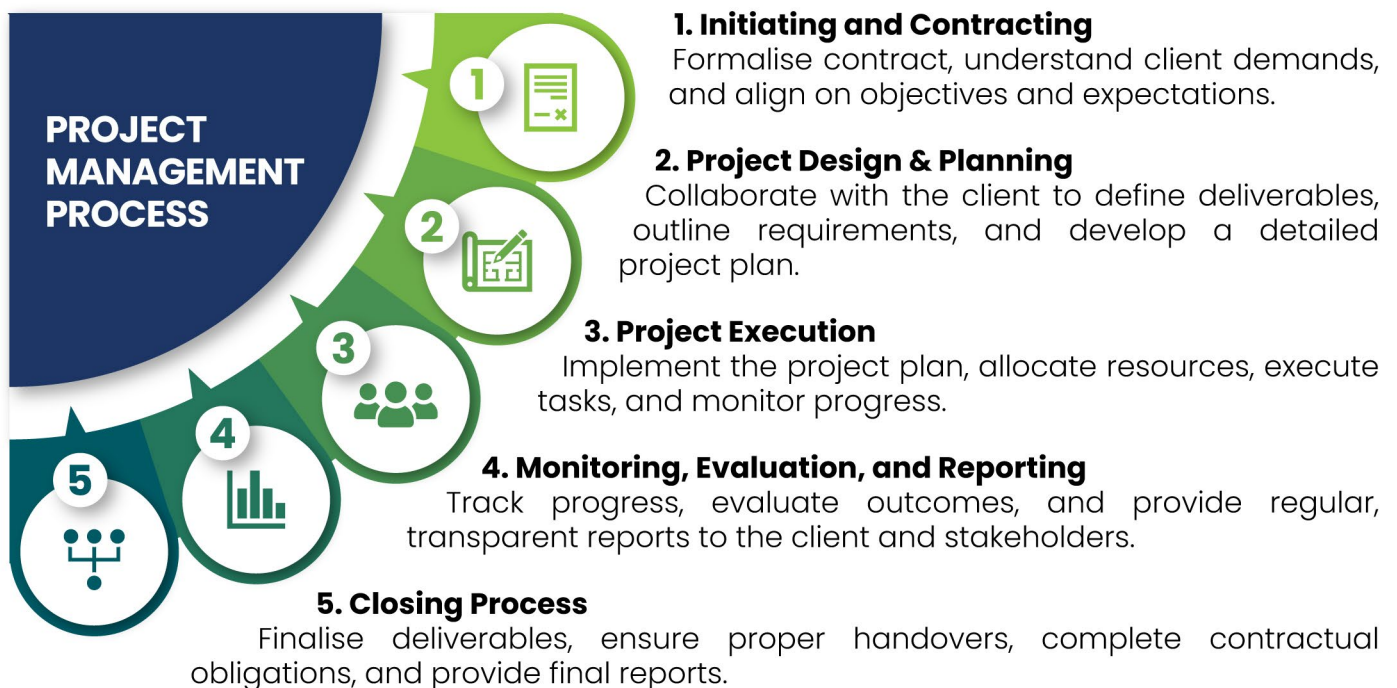 PROJECT
MANAGEMENT
PROCESS
1
1. Initiating and Contracting
Formalise contract, understand client demands,
and align on objectives and expectations.
2
2. Project Design & Planning
Collaborate with the client to define deliverables,
outline requirements, and develop a detailed
project plan.
3
3. Project Execution
Implement the project plan, allocate resources, execute
tasks, and monitor progress.
4
4. Monitoring, Evaluation, and Reporting
Track progress, evaluate outcomes, and provide regular,
transparent reports to the client and stakeholders.
5
5. Closing Process
Finalise deliverables, ensure proper handovers, complete contractual
obligations, and provide final reports.